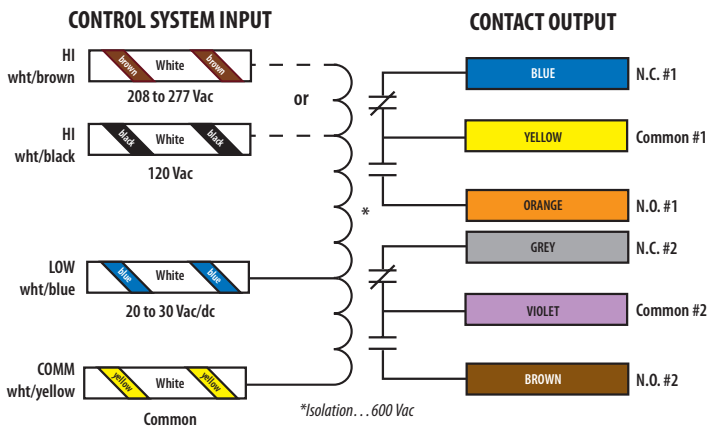 CONTROL SYSTEM INPUT
HI
wht/brown
brown White brown
208 to 277 Vac
or
HI
wht/black
black White black
120 Vac
*
LOW
wht/blue
blue White blue
20 to 30 Vac/dc
COMM
wht/yellow
yellow White yellow
Common
*Isolation...600 Vac
CONTACT OUTPUT
BLUE N.C. #1
YELLOW Common #1
ORANGE N.O. #1
GREY N.C. #2
VIOLET Common #2
BROWN N.O. #2